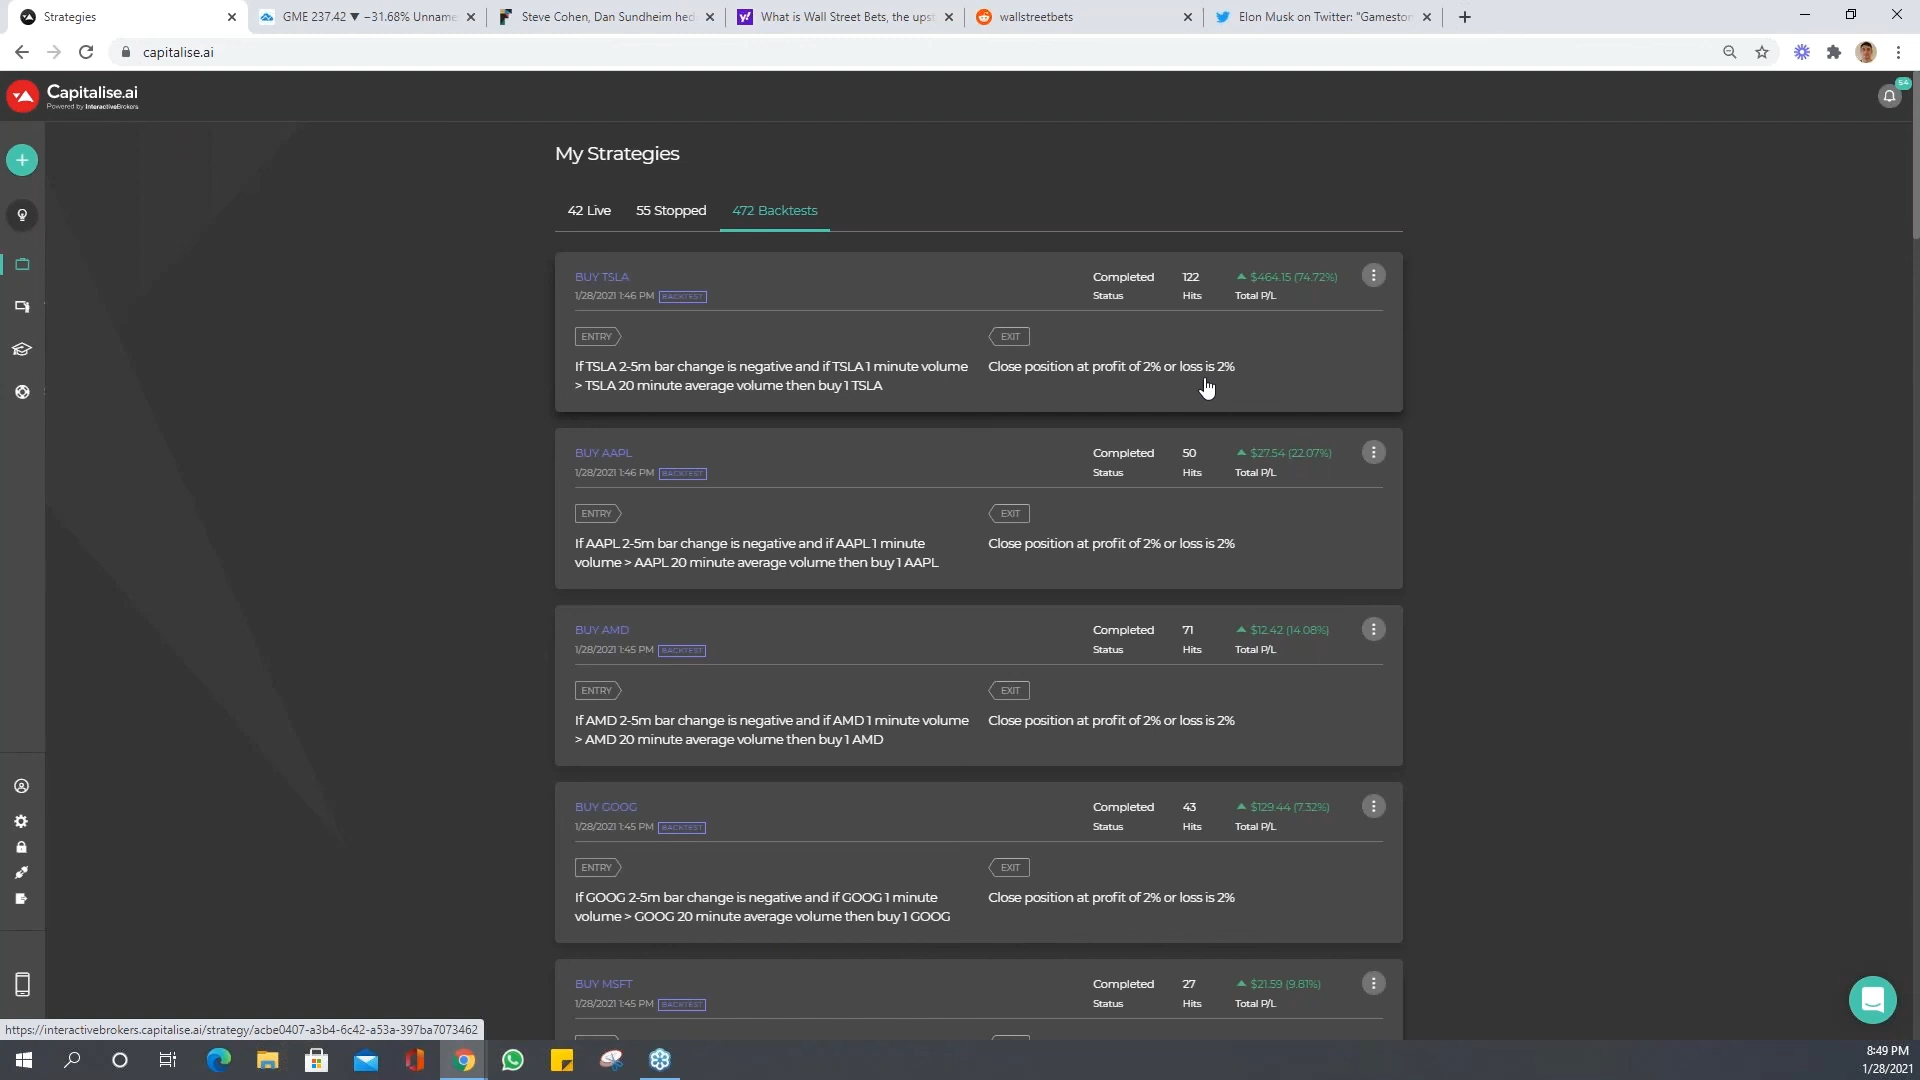 Strategies
GME 237.42 ▼ −31.68% Unname
Steve Cohen, Dan Sundheim hed
What is Wall Street Bets, the upst
wallstreetbets
Elon Musk on Twitter: "Gamestor
capitalise.ai
Capitalise.ai
Powered by InteractiveBrokers
54
My Strategies
42 Live 55 Stopped 472 Backtests
BUY TSLA Completed 122 $464.15 (74.72%)
1/28/2021 1:46 PM BACKTEST Status Hits Total P/L
ENTRY EXIT
If TSLA 2-5m bar change is negative and if TSLA 1 minute volume Close position at profit of 2% or loss is 2%
> TSLA 20 minute average volume then buy 1 TSLA
BUY AAPL Completed 50 $27.54 (22.07%)
1/28/2021 1:46 PM BACKTEST Status Hits Total P/L
ENTRY EXIT
If AAPL 2-5m bar change is negative and if AAPL 1 minute Close position at profit of 2% or loss is 2%
volume > AAPL 20 minute average volume then buy 1 AAPL
BUY AMD Completed 71 $12.42 (14.08%)
1/28/2021 1:45 PM BACKTEST Status Hits Total P/L
ENTRY EXIT
If AMD 2-5m bar change is negative and if AMD 1 minute volume Close position at profit of 2% or loss is 2%
> AMD 20 minute average volume then buy 1 AMD
BUY GOOG Completed 43 $129.44 (7.32%)
1/28/2021 1:45 PM BACKTEST Status Hits Total P/L
ENTRY EXIT
If GOOG 2-5m bar change is negative and if GOOG 1 minute Close position at profit of 2% or loss is 2%
volume > GOOG 20 minute average volume then buy 1 GOOG
BUY MSFT Completed 27 $21.59 (9.81%)
1/28/2021 1:45 PM BACKTEST Status Hits Total P/L
https://interactivebrokers.capitalise.ai/strategy/acbe0407-a3b4-6c42-a53a-397ba7073462
8:49 PM
1/28/2021